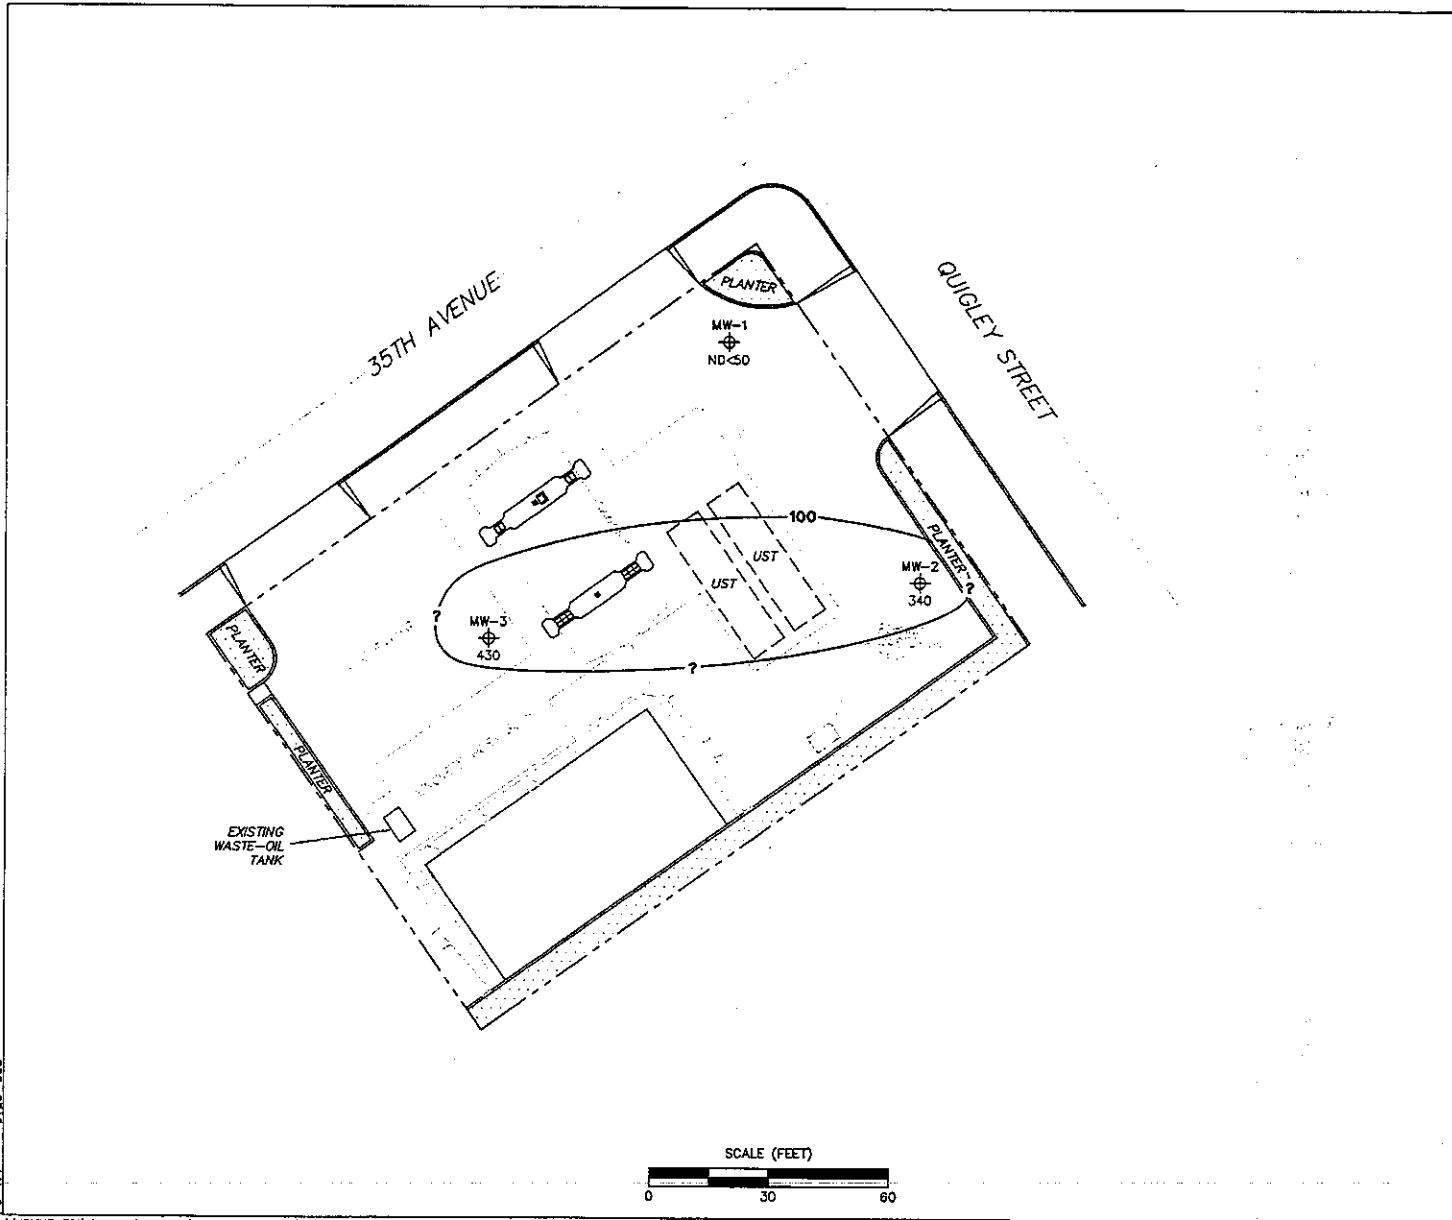 35TH AVENUE
QUIGLEY STREET
PLANTER
MW-1
ND<50
100
PLANTER
UST
UST
MW-2
340
?
?
MW-3
430
?
PLANTER
PLANTER
EXISTING
WASTE-OIL
TANK
SCALE (FEET)
0 30 60